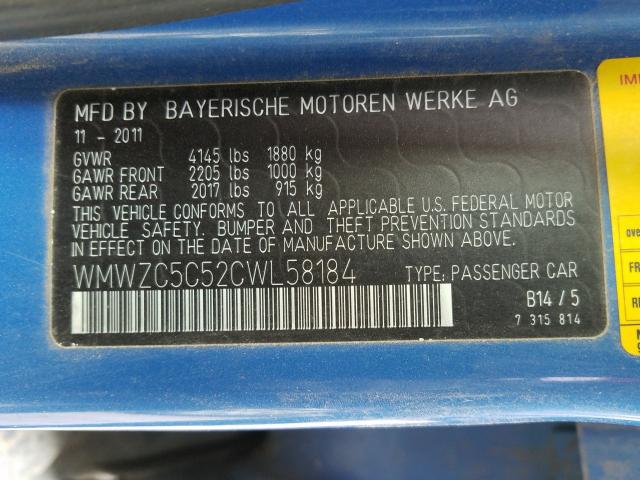 MFD BY BAYERISCHE MOTOREN WERKE AG
11 - 2011
GVWR 4145 lbs 1880 kg
GAWR FRONT 2205 lbs 1000 kg
GAWR REAR 2017 lbs 915 kg
THIS VEHICLE CONFORMS TO ALL APPLICABLE U.S. FEDERAL MOTOR
VEHICLE SAFETY. BUMPER AND THEFT PREVENTION STANDARDS
IN EFFECT ON THE DATE OF MANUFACTURE SHOWN ABOVE.
WMWZC5C52CWL58184 TYPE: PASSENGER CAR
B14 / 5
7 315 814